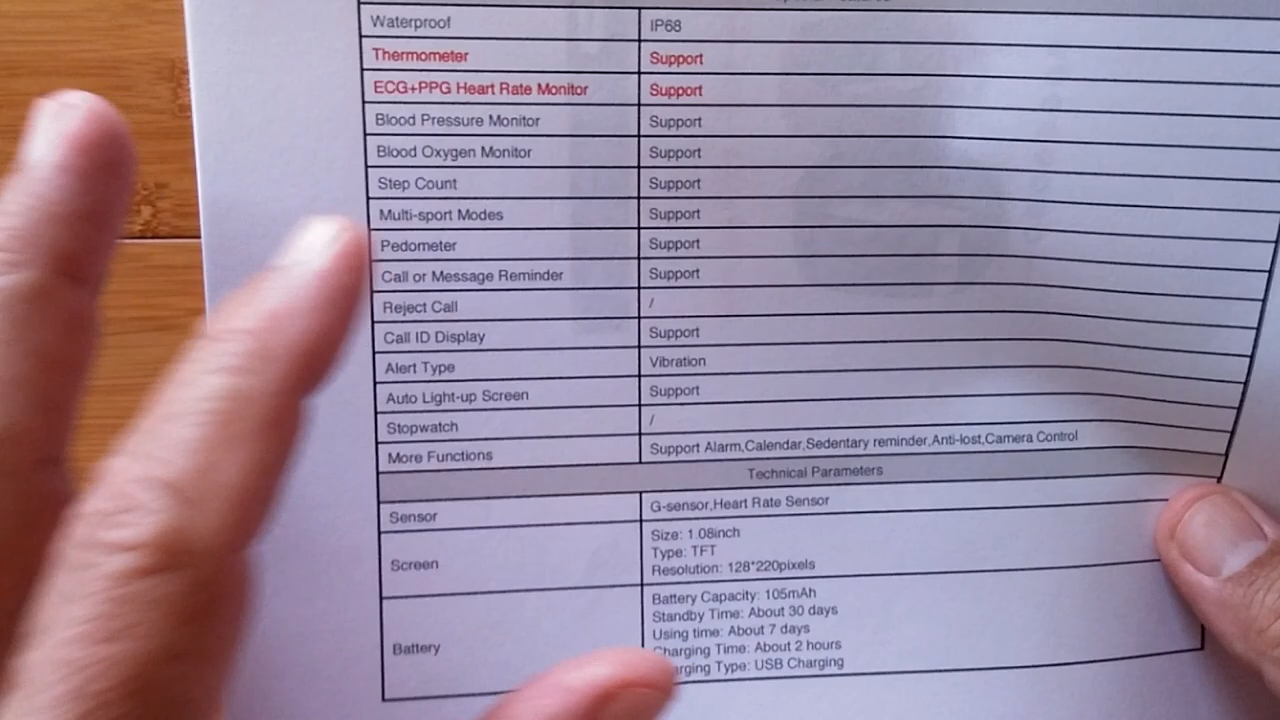 Waterproof IP68
Thermometer Support
ECG+PPG Heart Rate Monitor Support
Blood Pressure Monitor Support
Blood Oxygen Monitor Support
Step Count Support
Multi-sport Modes Support
Pedometer Support
Call or Message Reminder Support
Reject Call /
Call ID Display Support
Alert Type Vibration
Auto Light-up Screen Support
Stopwatch /
More Functions Support Alarm,Calendar,Sedentary reminder,Anti-lost,Camera Control
Technical Parameters
Sensor G-sensor,Heart Rate Sensor
Screen
Size: 1.08inch
Type: TFT
Resolution: 128*220pixels
Battery
Battery Capacity: 105mAh
Standby Time: About 30 days
Using time: About 7 days
Charging Time: About 2 hours
arging Type: USB Charging